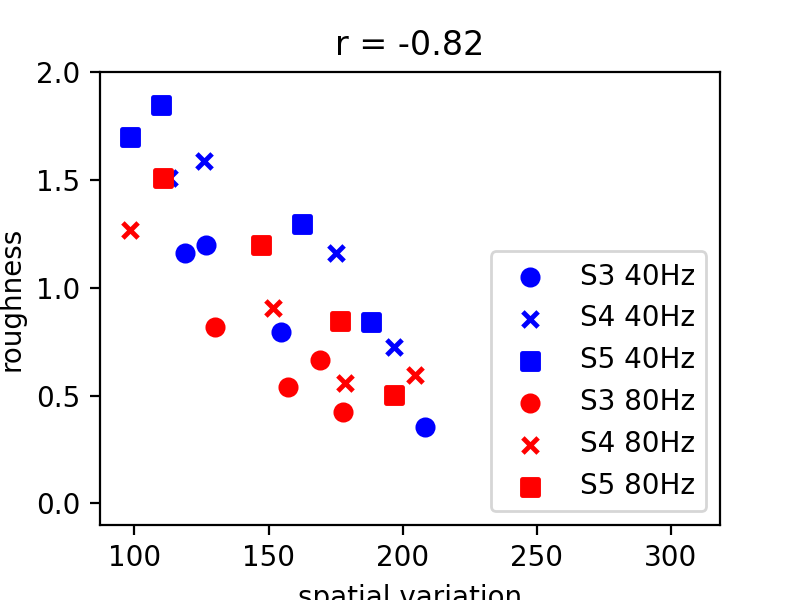 r = -0.82
2.0
1.5
1.0
0.5
0.0
roughness
S3 40Hz
S4 40Hz
S5 40Hz
S3 80Hz
S4 80Hz
S5 80Hz
100 150 200 250 300
spatial variation